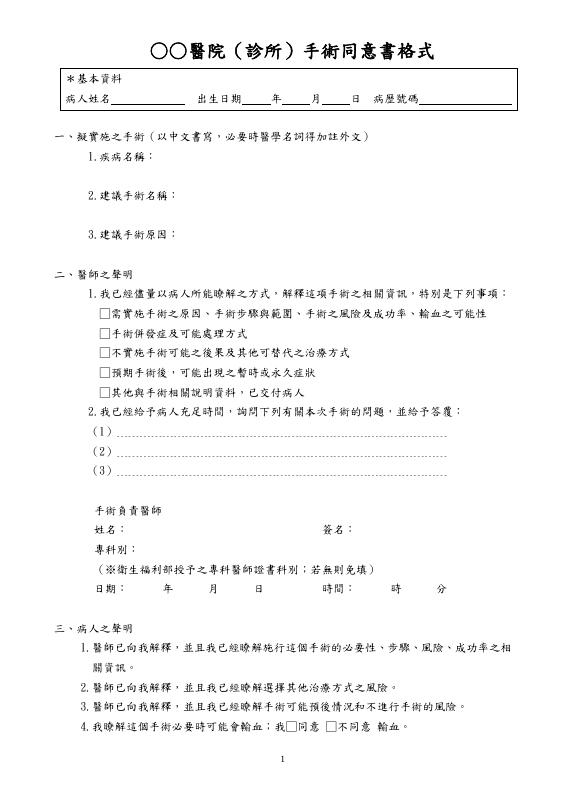 ○○醫院（診所）手術同意書格式
＊基本資料
病人姓名 出生日期 年 月 日 病歷號碼
一、擬實施之手術（以中文書寫，必要時醫學名詞得加註外文）
1.疾病名稱：
2.建議手術名稱：
3.建議手術原因：
二、醫師之聲明
1.我已經儘量以病人所能瞭解之方式，解釋這項手術之相關資訊，特別是下列事項：
□需實施手術之原因、手術步驟與範圍、手術之風險及成功率、輸血之可能性
□手術併發症及可能處理方式
□不實施手術可能之後果及其他可替代之治療方式
□預期手術後，可能出現之暫時或永久症狀
□其他與手術相關說明資料，已交付病人
2.我已經給予病人充足時間，詢問下列有關本次手術的問題，並給予答覆：
（1）
（2）
（3）
手術負責醫師
姓名： 簽名：
專科別：
（※衛生福利部授予之專科醫師證書科別；若無則免填）
日期： 年 月 日 時間： 時 分
三、病人之聲明
1.醫師已向我解釋，並且我已經瞭解施行這個手術的必要性、步驟、風險、成功率之相
關資訊。
2.醫師已向我解釋，並且我已經瞭解選擇其他治療方式之風險。
3.醫師已向我解釋，並且我已經瞭解手術可能預後情況和不進行手術的風險。
4.我瞭解這個手術必要時可能會輸血；我□同意 □不同意 輸血。
1